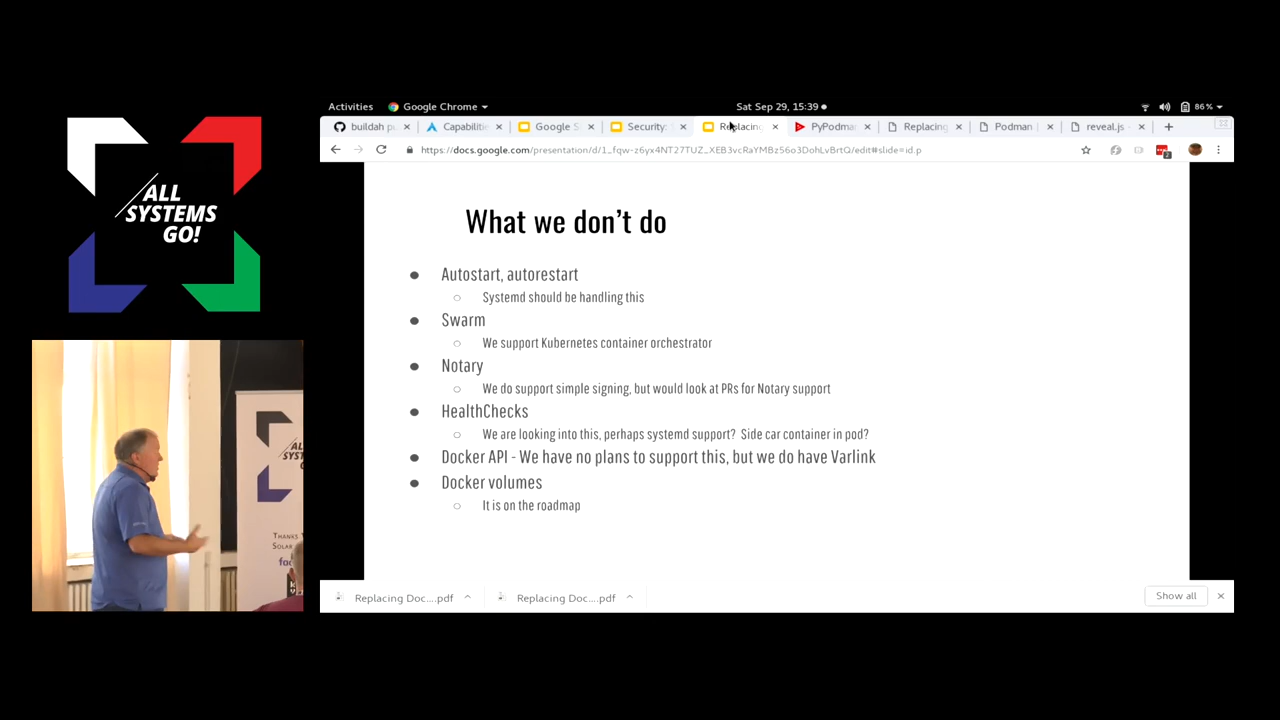 ALL
SYSTEMS
GO!
Activities
Google Chrome
Sat Sep 29, 15:39
86%
buildah
Capabilitie
Google S
Security:
Replacing
PyPodma
Replacing
Podman
reveal.js
https://docs.google.com/presentation/d/1_fqw-z6yx4NT27TUZ_XEB3vcRaYMBz56o3DohLvBrtQ/edit#slide=id.p
What we don't do
Autostart, autorestart
Systemd should be handling this
Swarm
We support Kubernetes container orchestrator
Notary
We do support simple signing, but would look at PRs for Notary support
HealthChecks
We are looking into this, perhaps systemd support? Side car container in pod?
Docker API - We have no plans to support this, but we do have Varlink
Docker volumes
It is on the roadmap
Replacing Doc....pdf
Replacing Doc....pdf
Show all